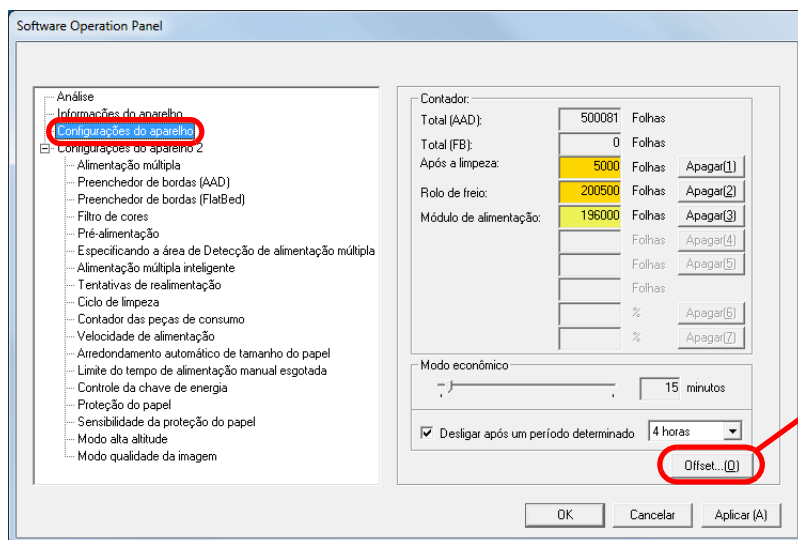 Software Operation Panel
Análise
Informações do aparelho
Configurações do aparelho
Configurações do aparelho 2
Alimentação múltipla
Preenchedor de bordas (AAD)
Preenchedor de bordas (FlatBed)
Filtro de cores
Pré-alimentação
Especificando a área de Detecção de alimentação múltipla
Alimentação múltipla inteligente
Tentativas de realimentação
Ciclo de limpeza
Contador das peças de consumo
Velocidade de alimentação
Arredondamento automático de tamanho do papel
Limite do tempo de alimentação manual esgotada
Controle da chave de energia
Proteção do papel
Sensibilidade da proteção do papel
Modo alta altitude
Modo qualidade da imagem
Contador:
Total (AAD): 500081 Folhas
Total (FB): 0 Folhas
Após a limpeza: 5000 Folhas Apagar(1)
Rolo de freio: 200500 Folhas Apagar(2)
Módulo de alimentação: 196000 Folhas Apagar(3)
Folhas Apagar(4)
Folhas Apagar(5)
Folhas
% Apagar(6)
% Apagar(7)
Modo econômico
15 minutos
Desligar após um período determinado 4 horas
Offset...(O)
OK Cancelar Aplicar (A)